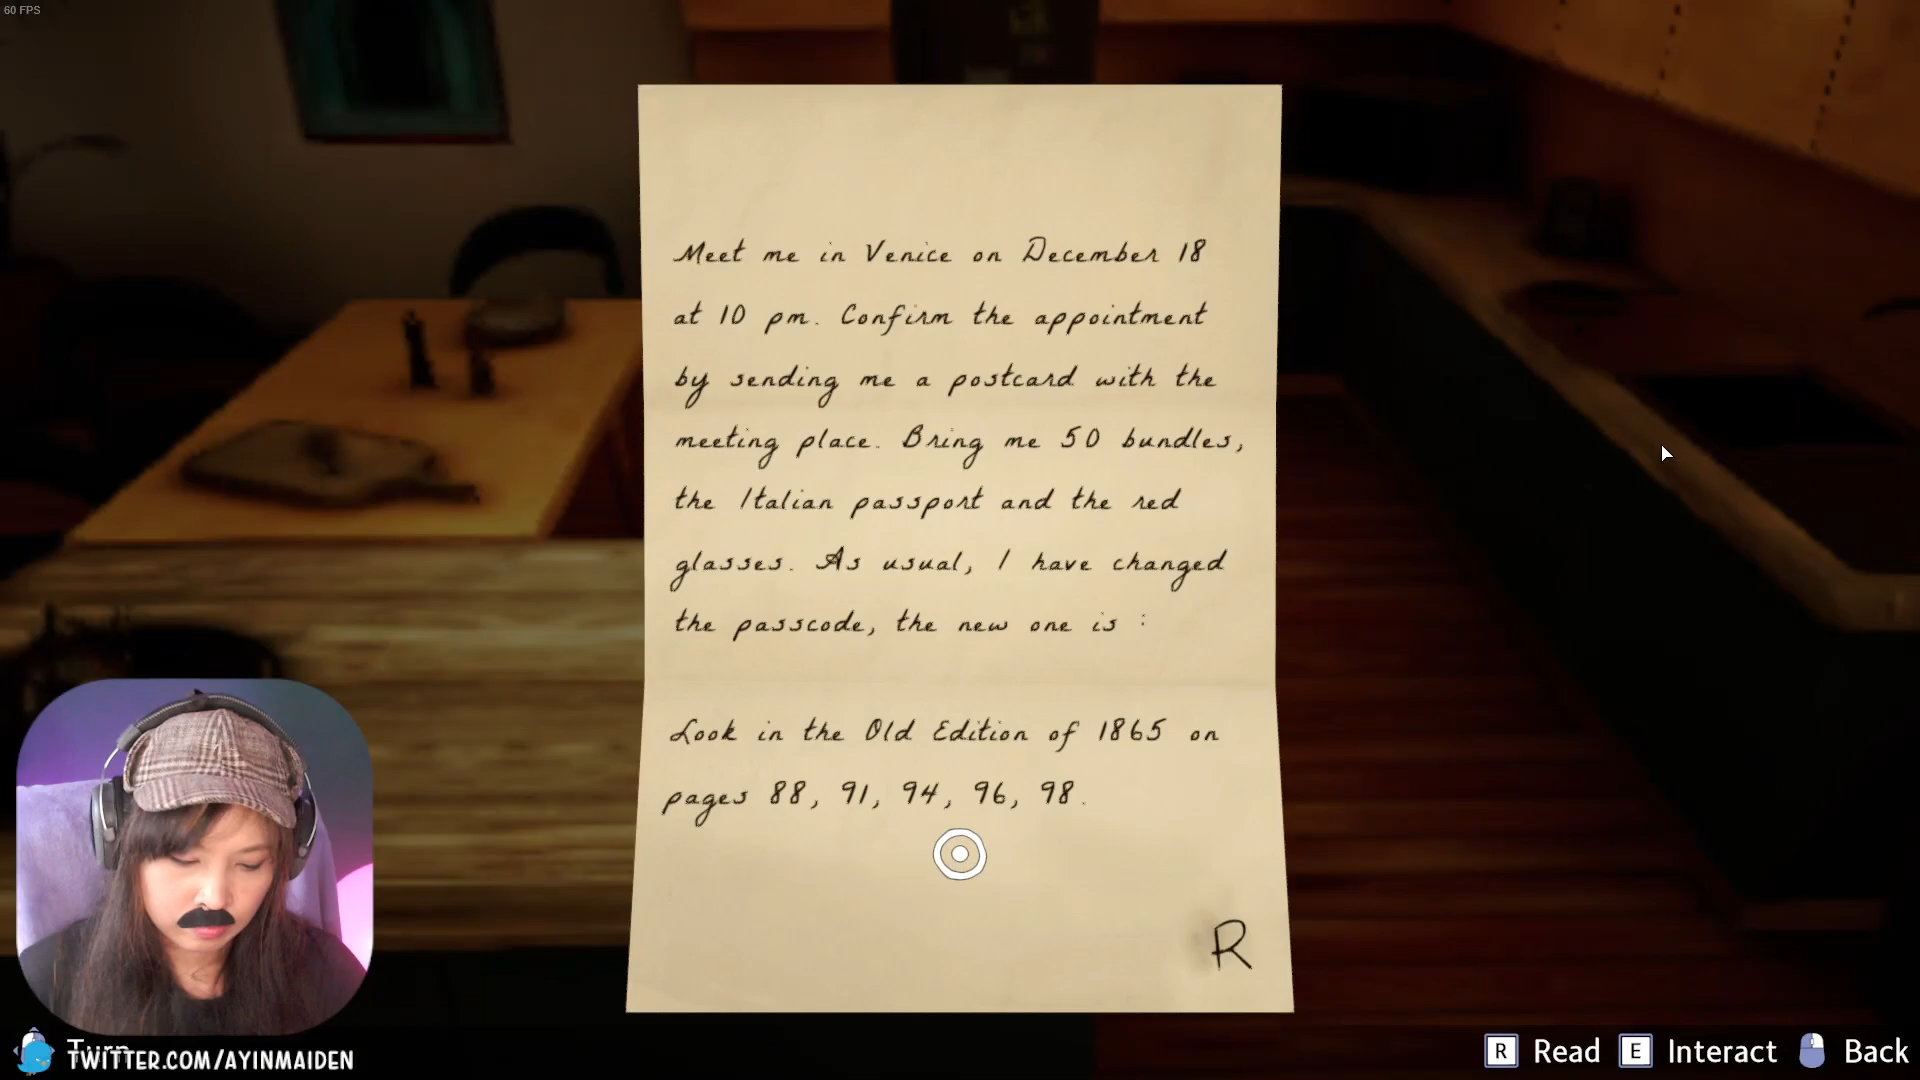 60 FPS
Meet me in Venice on December 18
at 10 pm. Confirm the appointment
by sending me a postcard with the
meeting place. Bring me 50 bundles,
the Italian passport and the red
glasses. As usual, I have changed
the passcode, the new one is :
Look in the Old Edition of 1865 on
pages 88, 91, 94, 96, 98.
R
Turn
TWITTER.COM/AYINMAIDEN
R Read E Interact Back